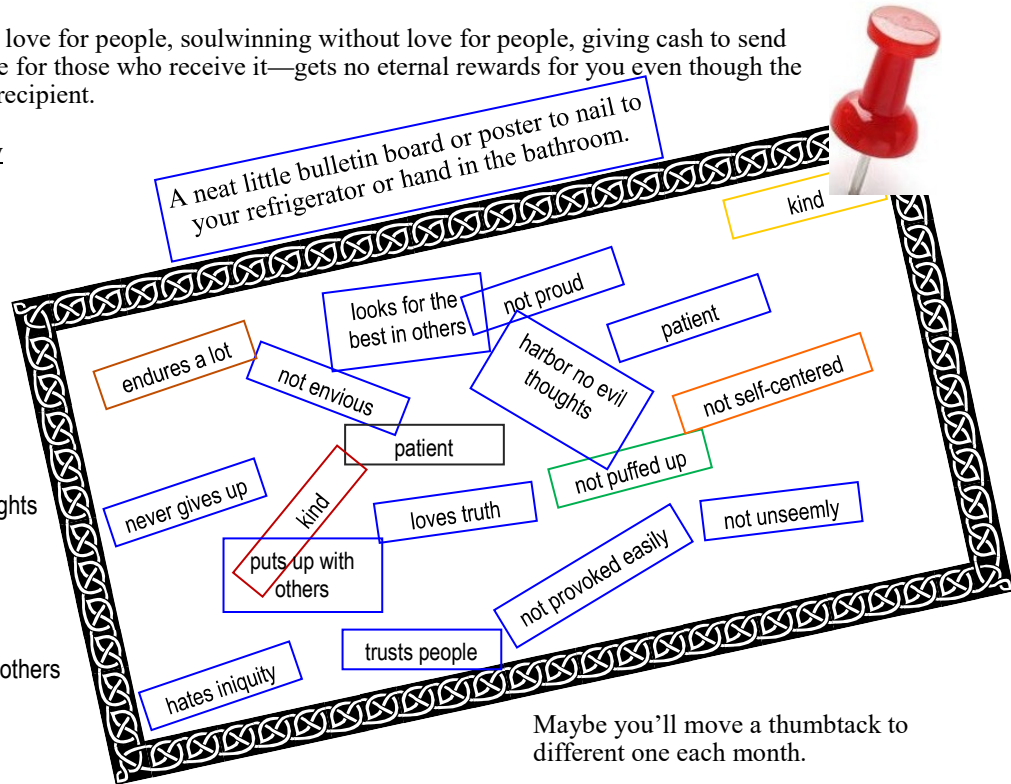 love for people, soulwinning without love for people, giving cash to send
e for those who receive it—gets no eternal rewards for you even though the
recipient.
y
A neat little bulletin board or poster to nail to
your refrigerator or hand in the bathroom.
kind
looks for the
best in others
not proud
patient
endures a lot
not envious
harbor no evil
thoughts
not self-centered
patient
not puffed up
never gives up
kind
loves truth
not unseemly
ghts
puts up with
others
not provoked easily
trusts people
others
hates iniquity
Maybe you’ll move a thumbtack to
different one each month.